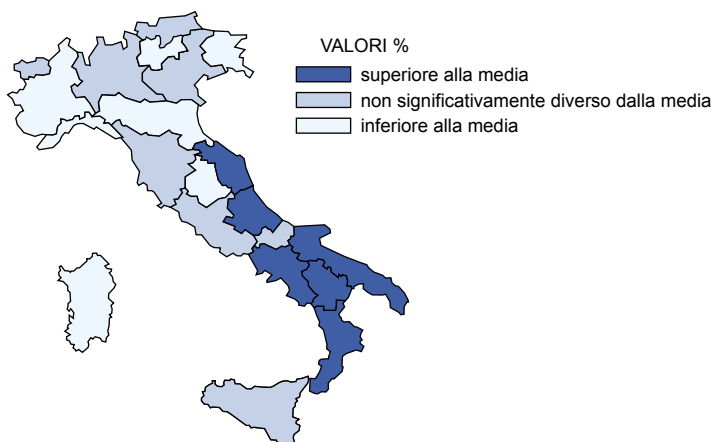 VALORI %
superiore alla media
non significativamente diverso dalla media
inferiore alla media